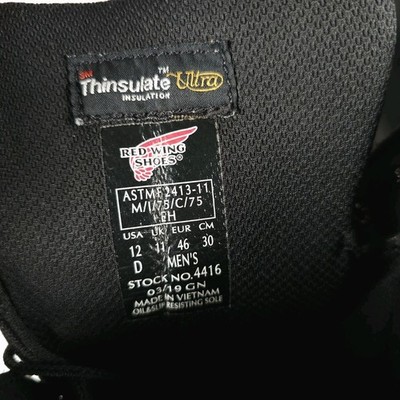 3M Thinsulate™ Ultra
INSULATION
RED WING
SHOES®
ASTM F2413-11
M/I/75/C/75
EH
USA UK EUR CM
12 11 46 30
D MEN'S
STOCK NO.4416
03/19 GN
MADE IN VIETNAM
OIL&SLIP RESISTING SOLE